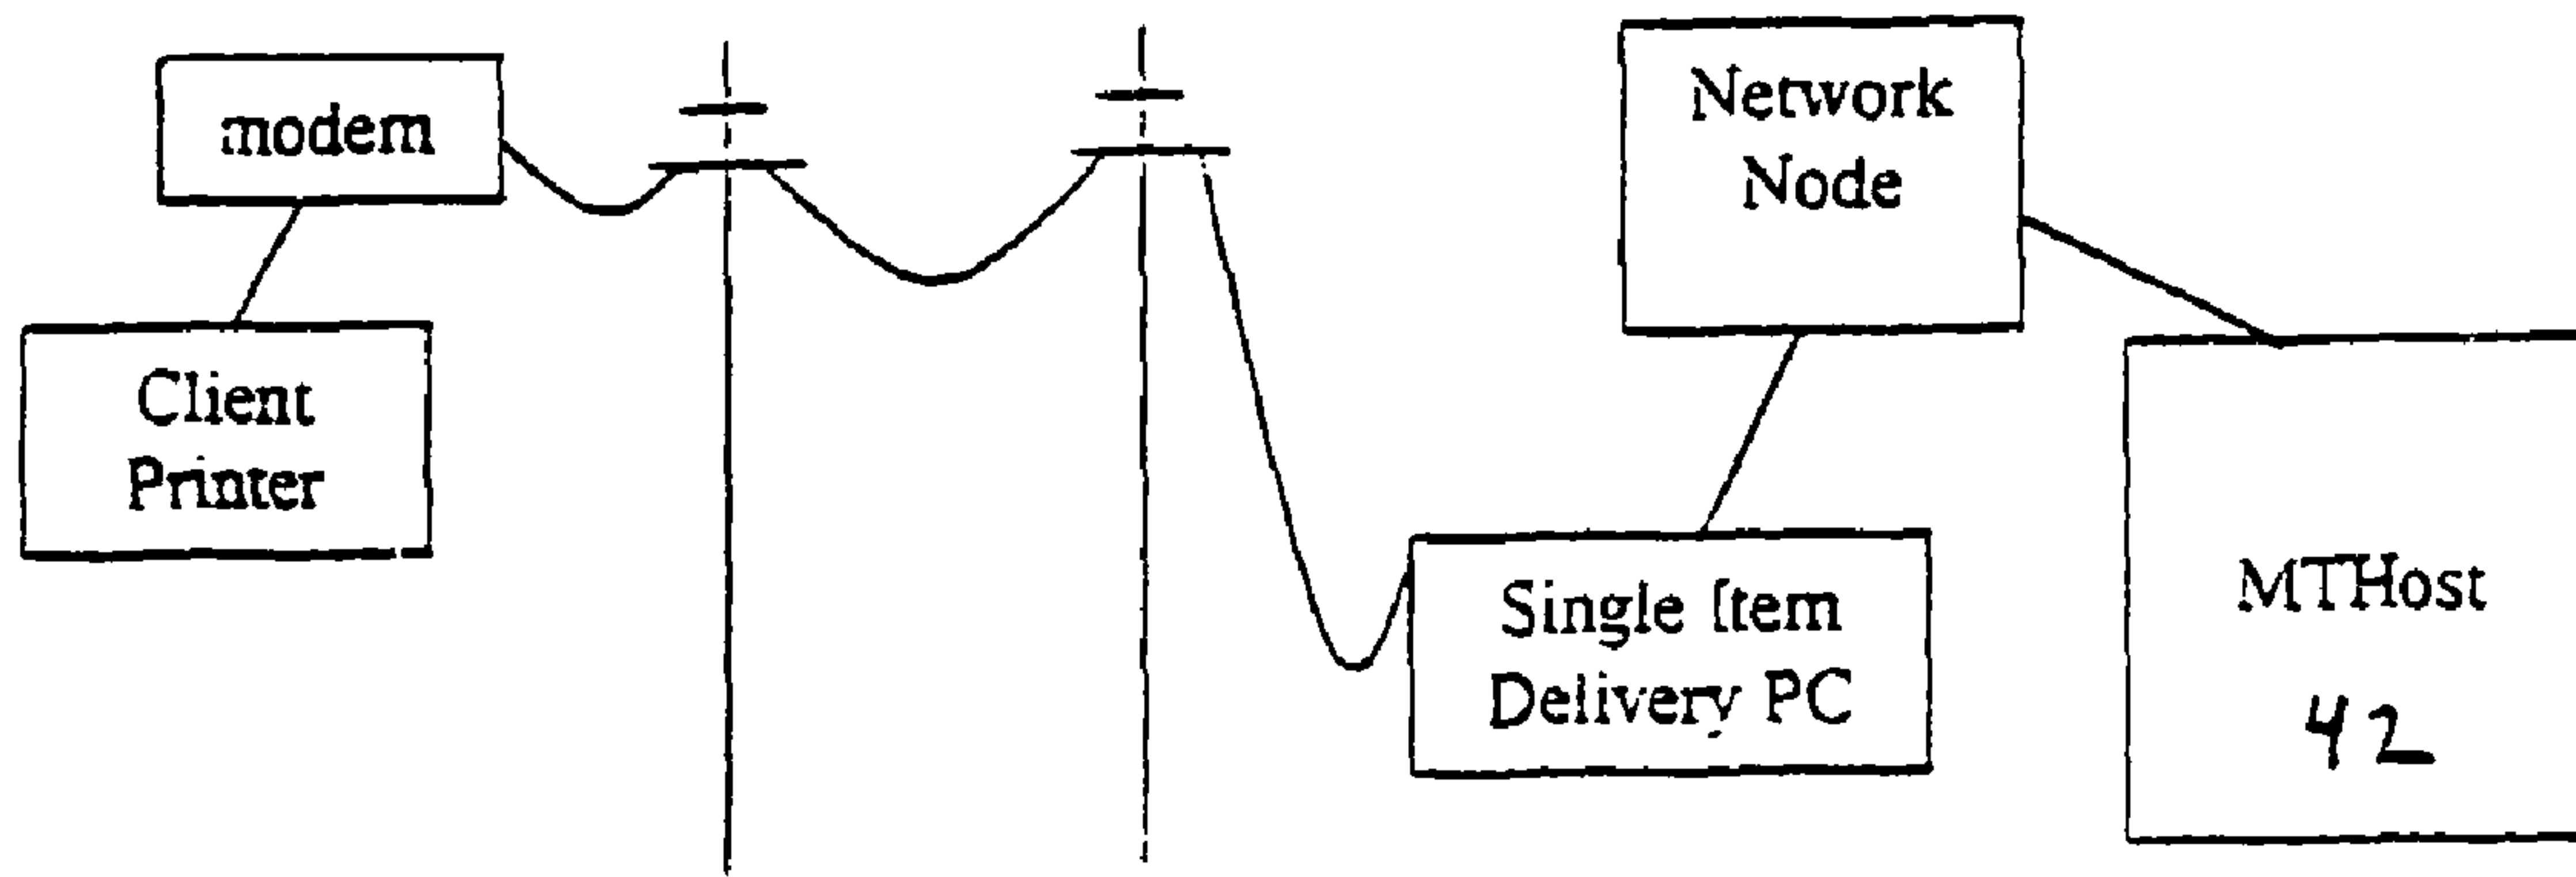 modem
Client
Printer
Network
Node
Single Item
Delivery PC
MTHost
42